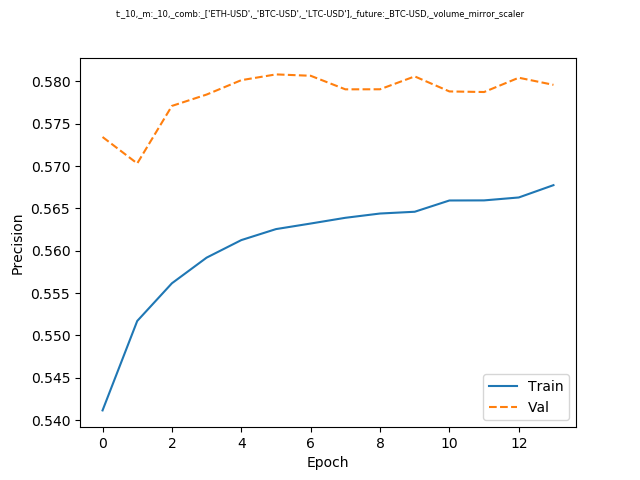 t:_10,_m:_10,_comb:_['ETH-USD',_'BTC-USD',_'LTC-USD'],_future:_BTC-USD,_volume_mirror_scaler
0.580
0.575
0.570
0.565
0.560
0.555
0.550
0.545
0.540
Precision
0 2 4 6 8 10 12
Epoch
Train
Val